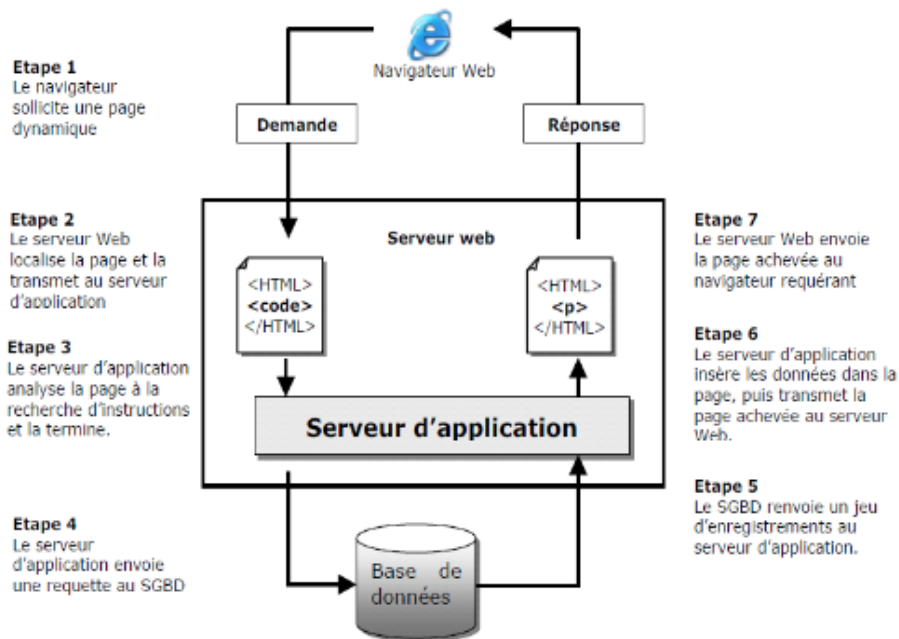 Navigateur Web
Etape 1
Le navigateur
sollicite une page
dynamique
Demande
Réponse
Etape 2
Le serveur Web
localise la page et la
transmet au serveur
d'application
Serveur web
<HTML>
<code>
</HTML>
<HTML>
<p>
</HTML>
Etape 7
Le serveur Web envoie
la page achevée au
navigateur requérant
Etape 3
Le serveur d'application
analyse la page à la
recherche d'instructions
et la termine.
Etape 6
Le serveur d'application
insère les données dans la
page, puis transmet la
page achevée au serveur
Web.
Serveur d'application
Etape 4
Le serveur
d'application envoie
une requette au SGBD
Base de
données
Etape 5
Le SGBD renvoie un jeu
d'enregistrements au
serveur d'application.